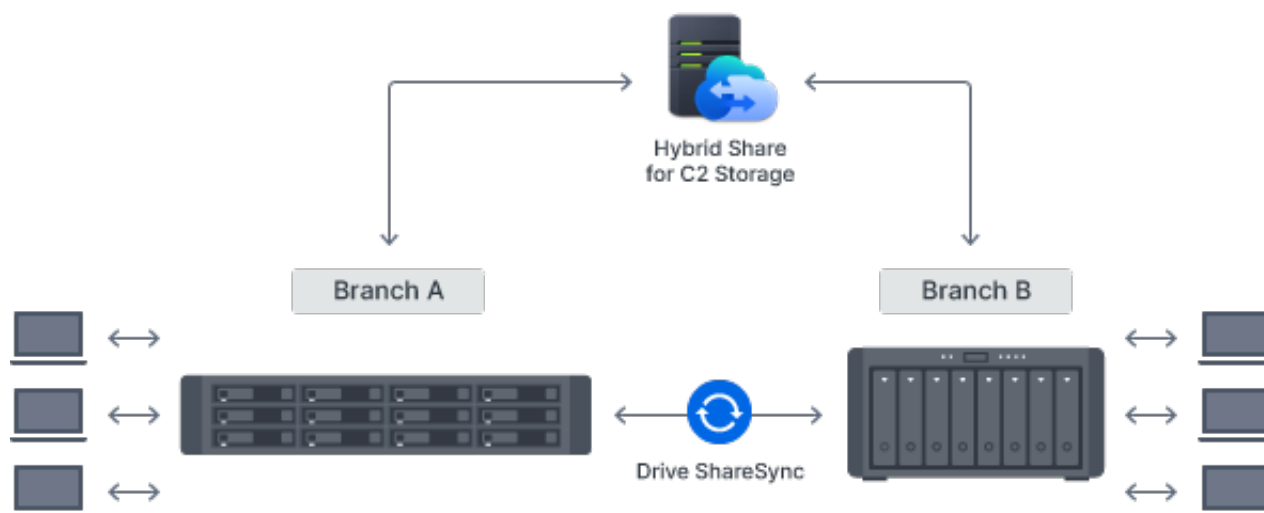 Hybrid Share
for C2 Storage
Branch A
Branch B
Drive ShareSync